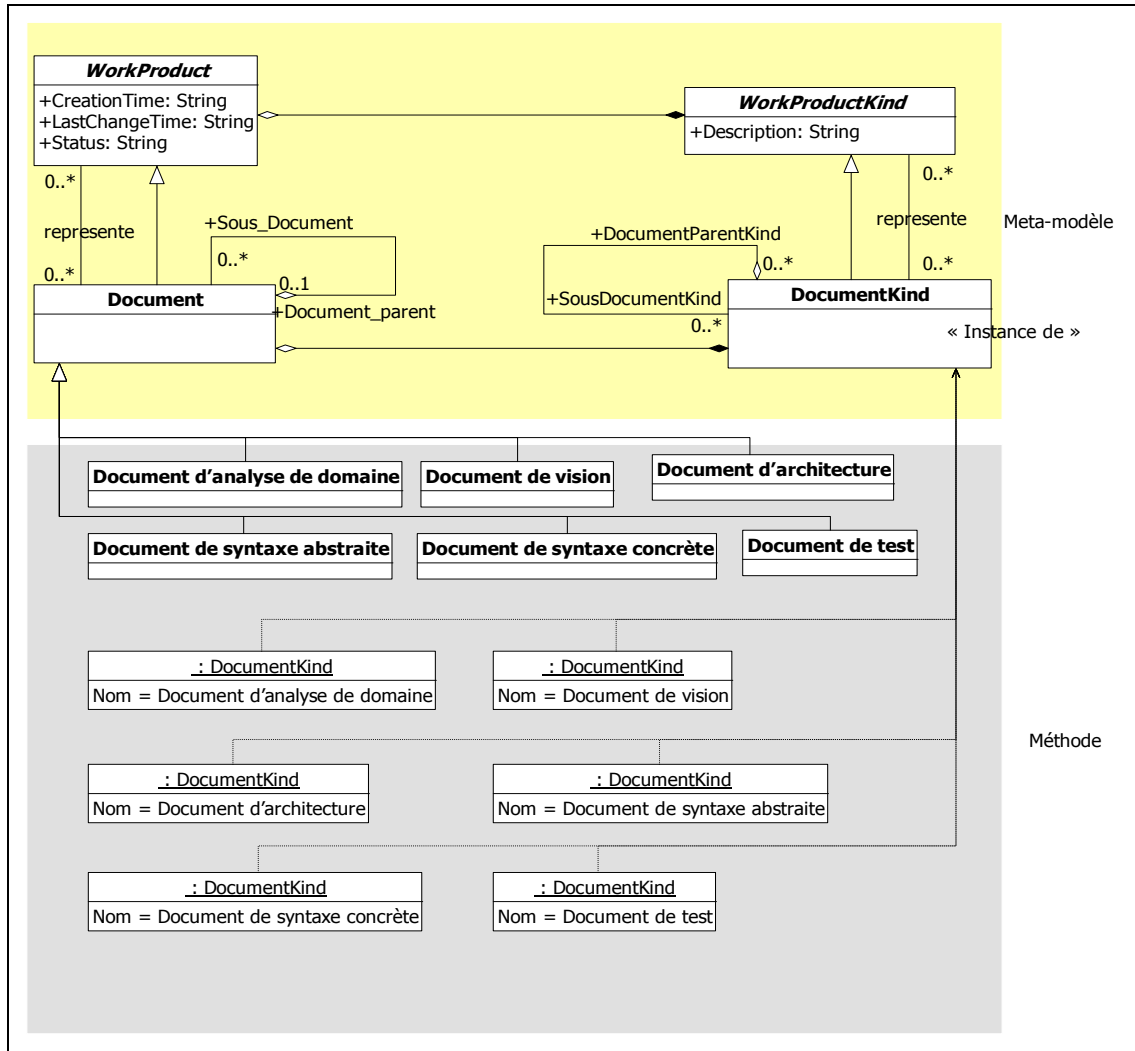 WorkProduct
+CreationTime: String
+LastChangeTime: String
+Status: String
WorkProductKind
+Description: String
0..*
represente
0..*
+Sous_Document
0..*
0..1
+Document_parent
Document
+DocumentParentKind
0..*
+SousDocumentKind
0..*
0..*
represente
0..*
DocumentKind
« Instance de »
Meta-modèle
Document d'analyse de domaine
Document de vision
Document d'architecture
Document de syntaxe abstraite
Document de syntaxe concrète
Document de test
: DocumentKind
Nom = Document d'analyse de domaine
: DocumentKind
Nom = Document de vision
: DocumentKind
Nom = Document d'architecture
: DocumentKind
Nom = Document de syntaxe abstraite
: DocumentKind
Nom = Document de syntaxe concrète
: DocumentKind
Nom = Document de test
Méthode